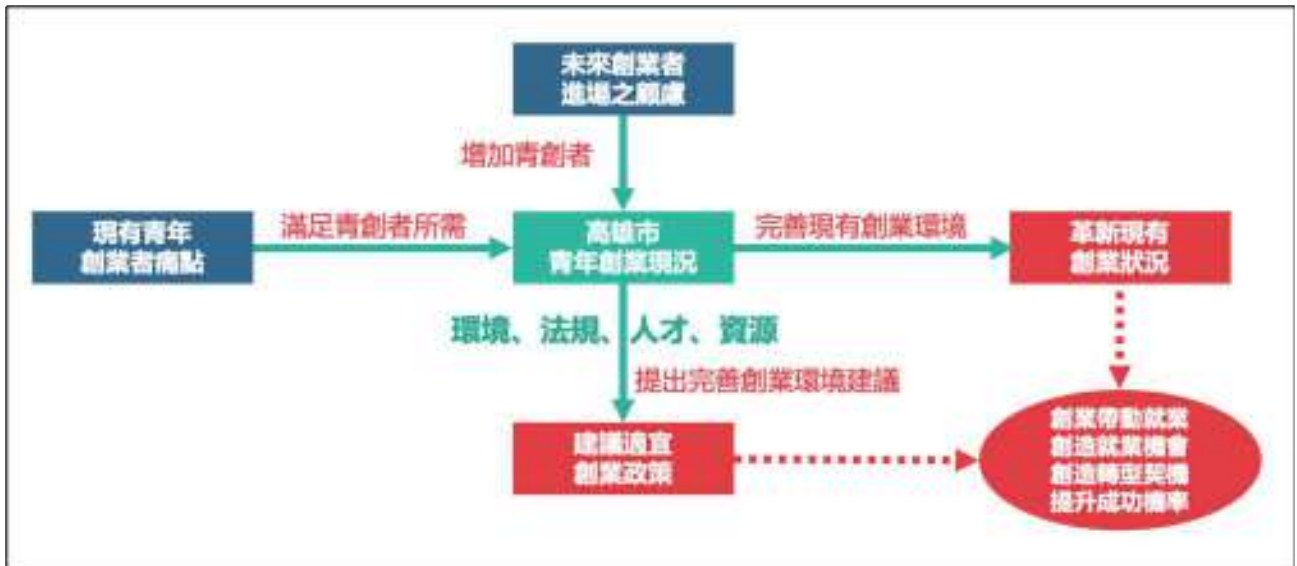 未來創業者
進場之顧慮
增加青創者
現有青年
創業者痛點
滿足青創者所需
高雄市
青年創業現況
完善現有創業環境
革新現有
創業狀況
環境、法規、人才、資源
提出完善創業環境建議
建議適宜
創業政策
創業帶動就業
創造就業機會
創造轉型契機
提升成功機率